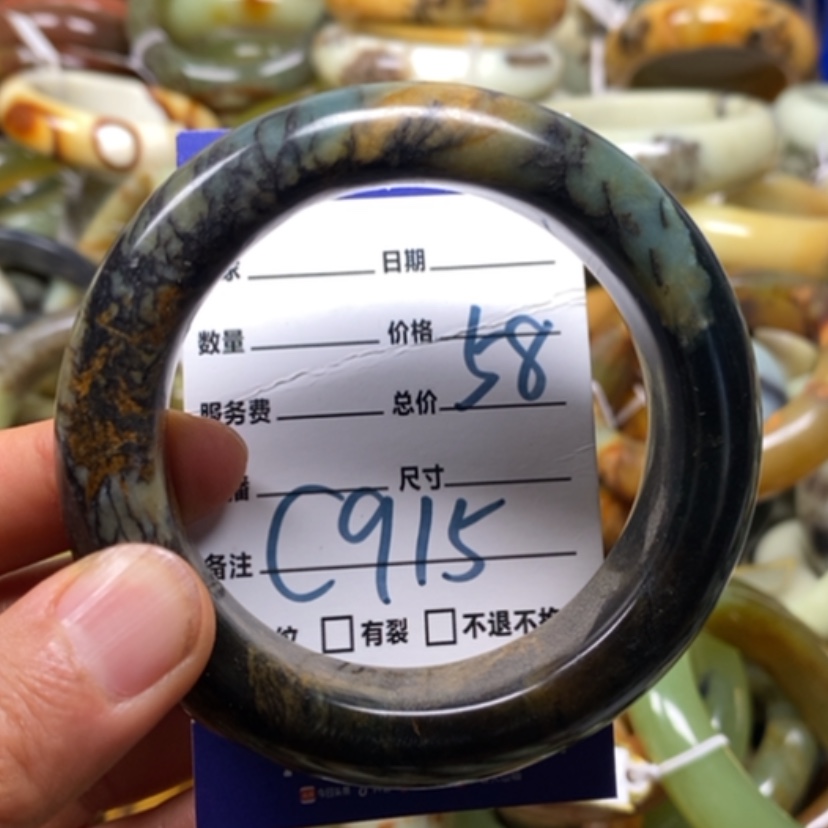 日期
数量 价格 58
服务费 总价
尺寸
备注 C915
有裂 不退不换